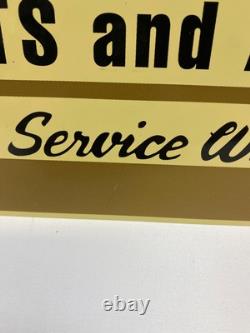 TS and
Service
ebay